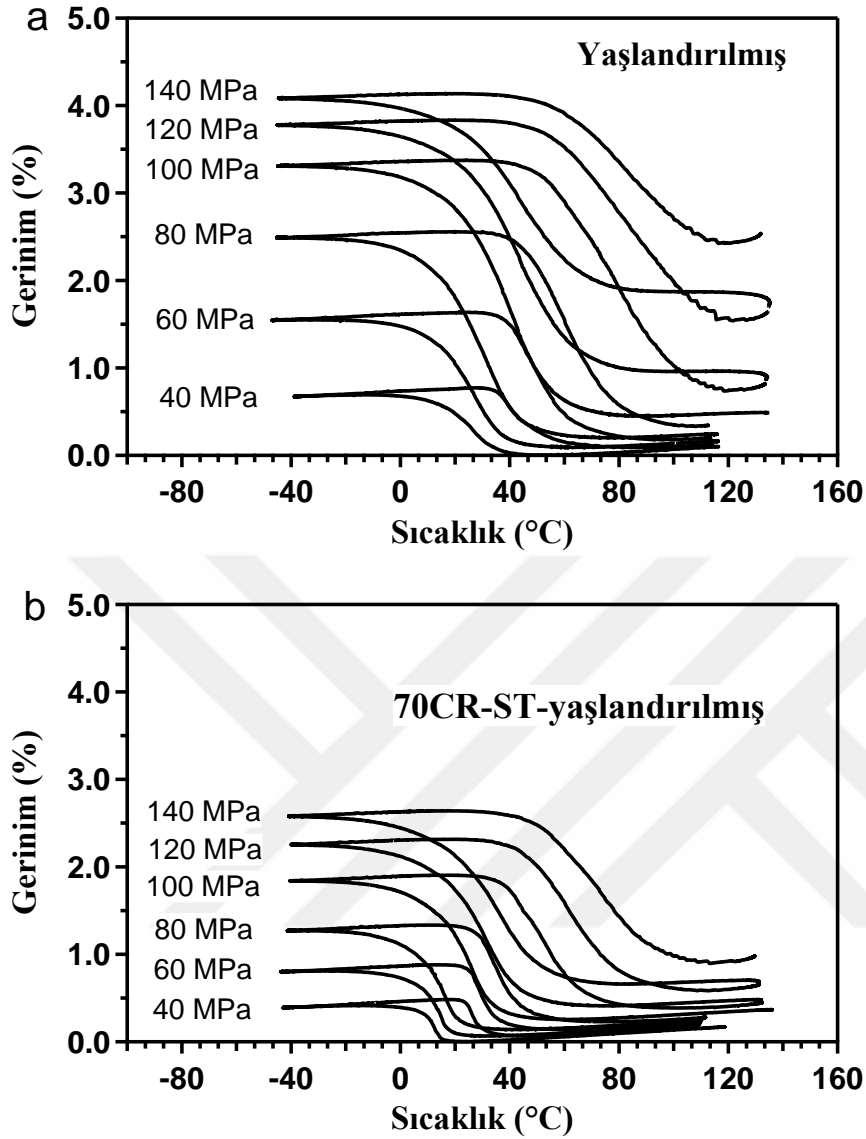 a
5.0
Yaşlandırılmış
4.0
140 MPa
120 MPa
100 MPa
3.0
80 MPa
2.0
60 MPa
1.0
40 MPa
0.0
Gerinim (%)
-80 -40 0 40 80 120 160
Sıcaklık (°C)
b
5.0
4.0
70CR-ST-yaşlandırılmış
3.0
140 MPa
120 MPa
2.0
100 MPa
80 MPa
1.0
60 MPa
40 MPa
0.0
Gerinim (%)
-80 -40 0 40 80 120 160
Sıcaklık (°C)